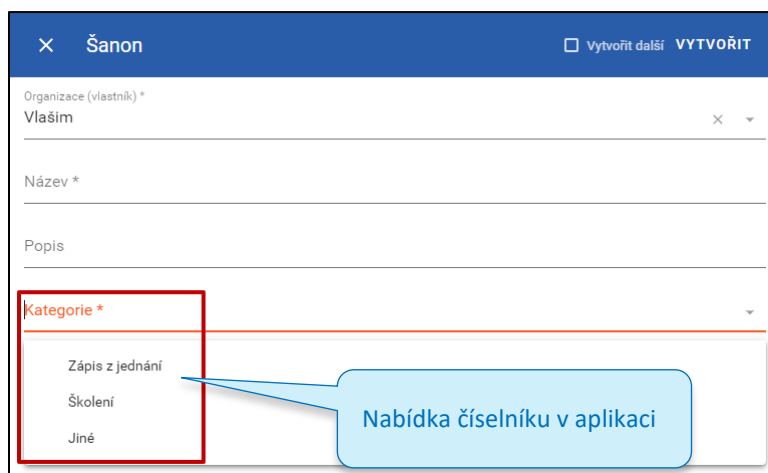 Šanon
Vytvořit další VYTVOŘIT
Organizace (vlastník) *
Vlašim
Název *
Popis
Kategorie *
Zápis z jednání
Školení
Jiné
Nabídka číselníku v aplikaci